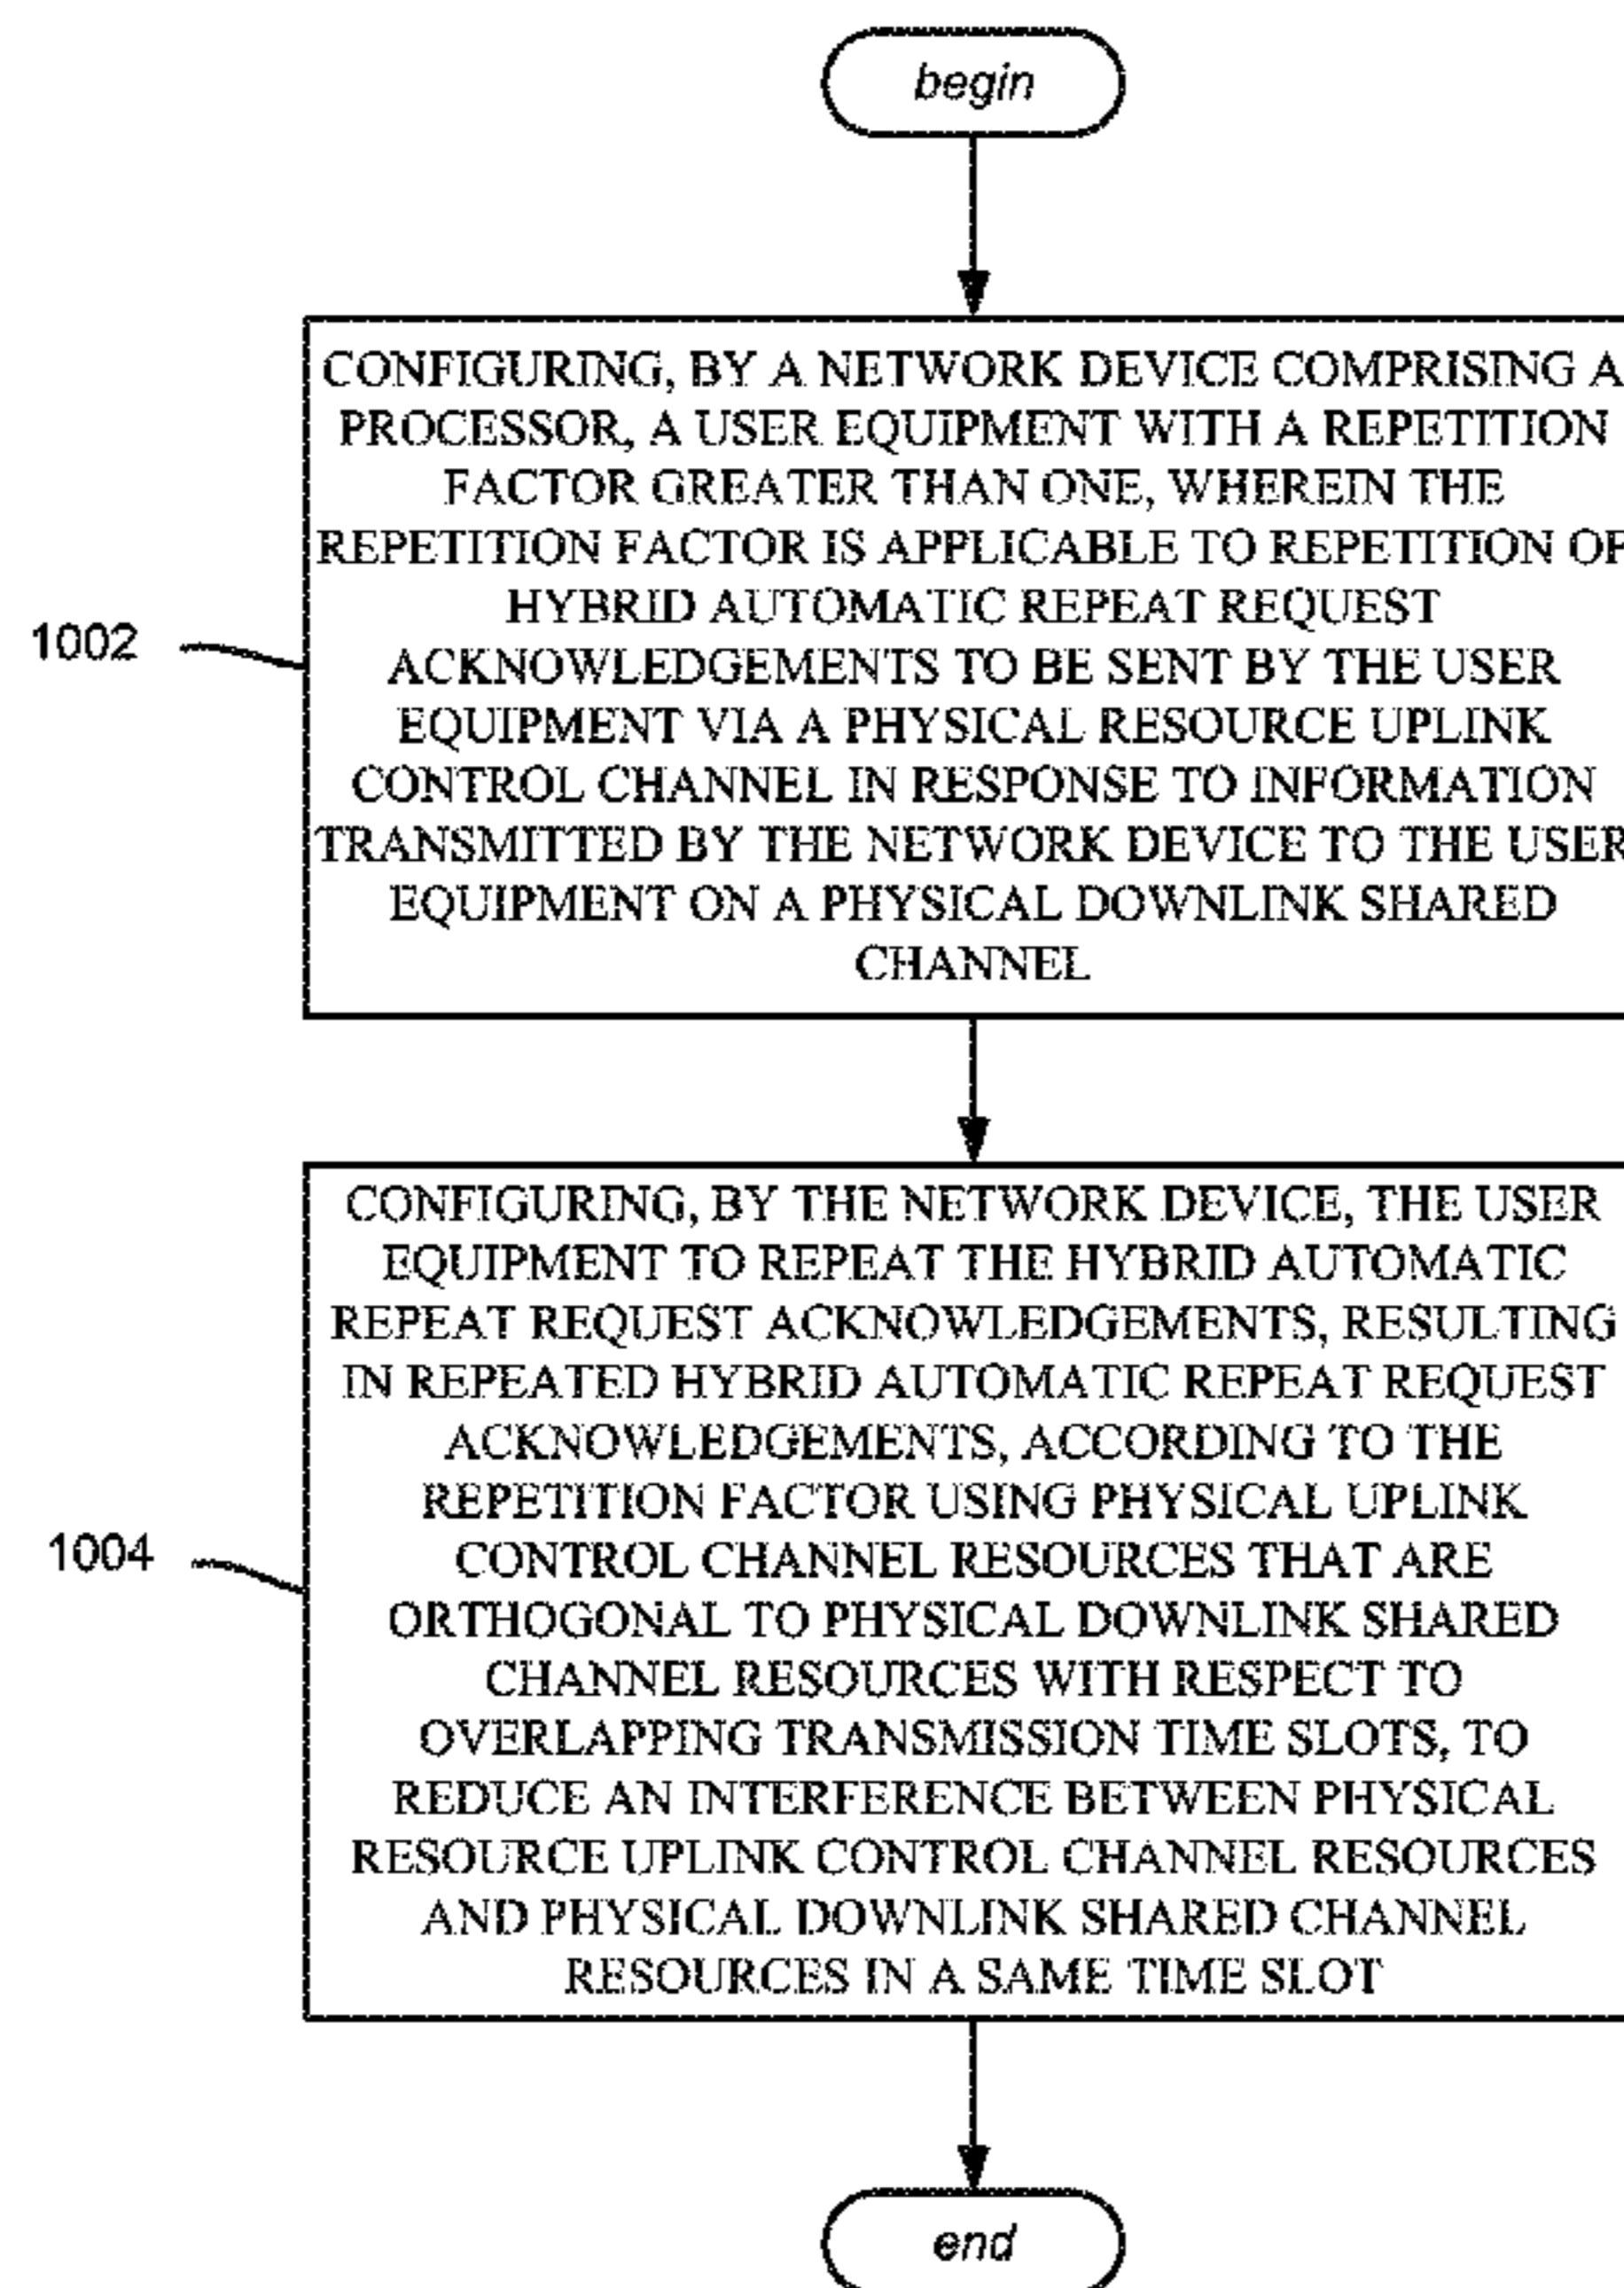 begin
CONFIGURING, BY A NETWORK DEVICE COMPRISING A
PROCESSOR, A USER EQUIPMENT WITH A REPETITION
FACTOR GREATER THAN ONE, WHEREIN THE
REPETITION FACTOR IS APPLICABLE TO REPETITION OF
HYBRID AUTOMATIC REPEAT REQUEST
1002
ACKNOWLEDGEMENTS TO BE SENT BY THE USER
EQUIPMENT VIA A PHYSICAL RESOURCE UPLINK
CONTROL CHANNEL IN RESPONSE TO INFORMATION
TRANSMITTED BY THE NETWORK DEVICE TO THE USER
EQUIPMENT ON A PHYSICAL DOWNLINK SHARED
CHANNEL
CONFIGURING, BY THE NETWORK DEVICE, THE USER
EQUIPMENT TO REPEAT THE HYBRID AUTOMATIC
REPEAT REQUEST ACKNOWLEDGEMENTS, RESULTING
IN REPEATED HYBRID AUTOMATIC REPEAT REQUEST
ACKNOWLEDGEMENTS, ACCORDING TO THE
REPETITION FACTOR USING PHYSICAL UPLINK
1004
CONTROL CHANNEL RESOURCES THAT ARE
ORTHOGONAL TO PHYSICAL DOWNLINK SHARED
CHANNEL RESOURCES WITH RESPECT TO
OVERLAPPING TRANSMISSION TIME SLOTS, TO
REDUCE AN INTERFERENCE BETWEEN PHYSICAL
RESOURCE UPLINK CONTROL CHANNEL RESOURCES
AND PHYSICAL DOWNLINK SHARED CHANNEL
RESOURCES IN A SAME TIME SLOT
end